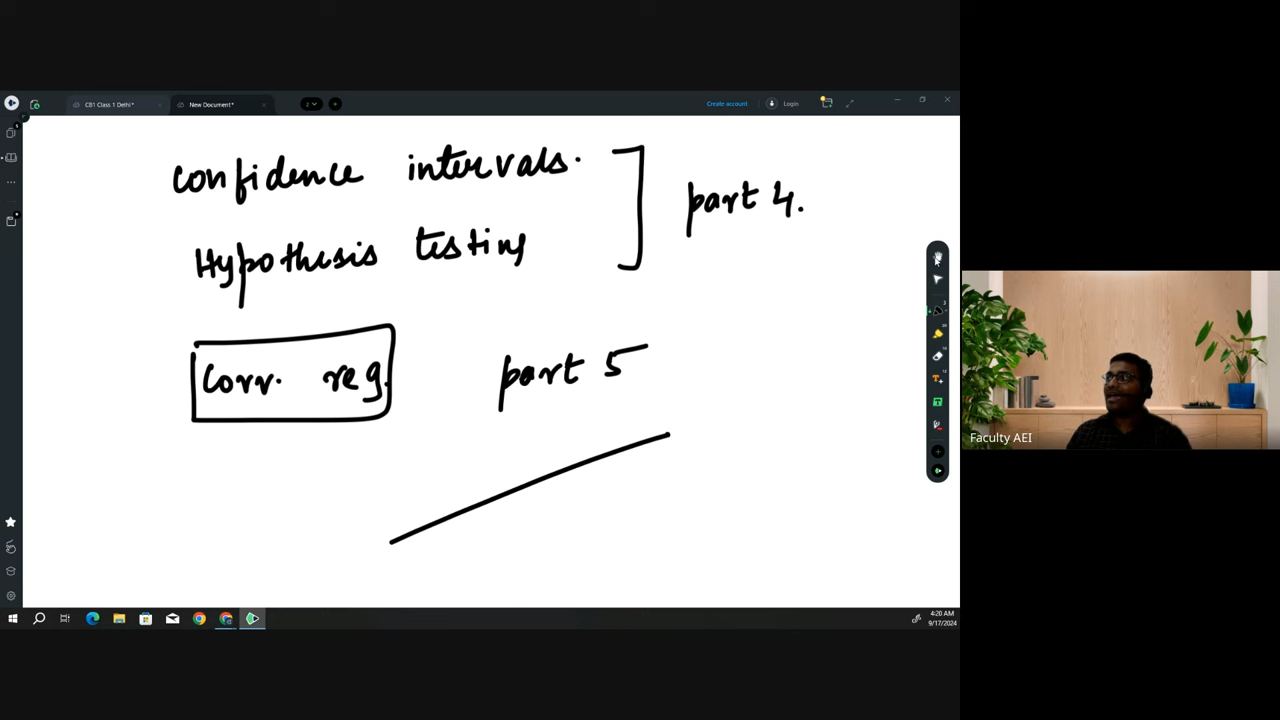 CB1 Class 1 Delhi*
New Document*
2
Create account
Login
confidence intervals.
Hypothesis testing
part 4.
Corr. reg.
part 5
Faculty AEI
4:20 AM
9/17/2024